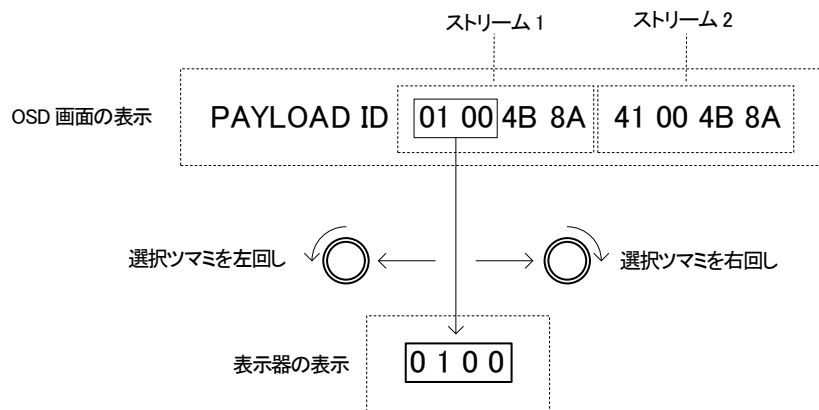 ストリーム 1
ストリーム 2
OSD 画面の表示
PAYLOAD ID 01 00 4B 8A 41 00 4B 8A
選択ツマミを左回し
選択ツマミを右回し
表示器の表示
0 1 0 0